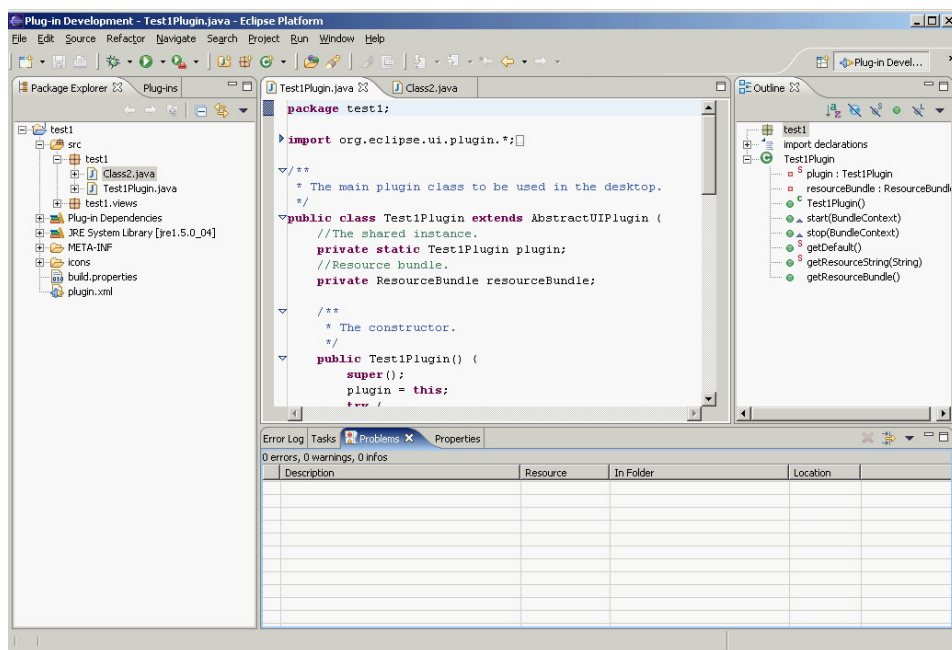 Plug-in Development - Test1Plugin.java - Eclipse Platform
File Edit Source Refactor Navigate Search Project Run Window Help
Plug-in Devel...
Package Explorer Plug-ins
test1
src
test1
Class2.java
Test1Plugin.java
test1.views
Plug-in Dependencies
JRE System Library [jre1.5.0_04]
META-INF
icons
build.properties
plugin.xml
Test1Plugin.java Class2.java
package test1;
import org.eclipse.ui.plugin.*;
/**
* The main plugin class to be used in the desktop.
*/
public class Test1Plugin extends AbstractUIPlugin {
//The shared instance.
private static Test1Plugin plugin;
//Resource bundle.
private ResourceBundle resourceBundle;
/**
* The constructor.
*/
public Test1Plugin() {
super();
plugin = this;
try {
Outline
test1
import declarations
Test1Plugin
plugin : Test1Plugin
resourceBundle : ResourceBundl
Test1Plugin()
start(BundleContext)
stop(BundleContext)
getDefault()
getResourceString(String)
getResourceBundle()
Error Log Tasks Problems Properties
0 errors, 0 warnings, 0 infos
Description Resource In Folder Location